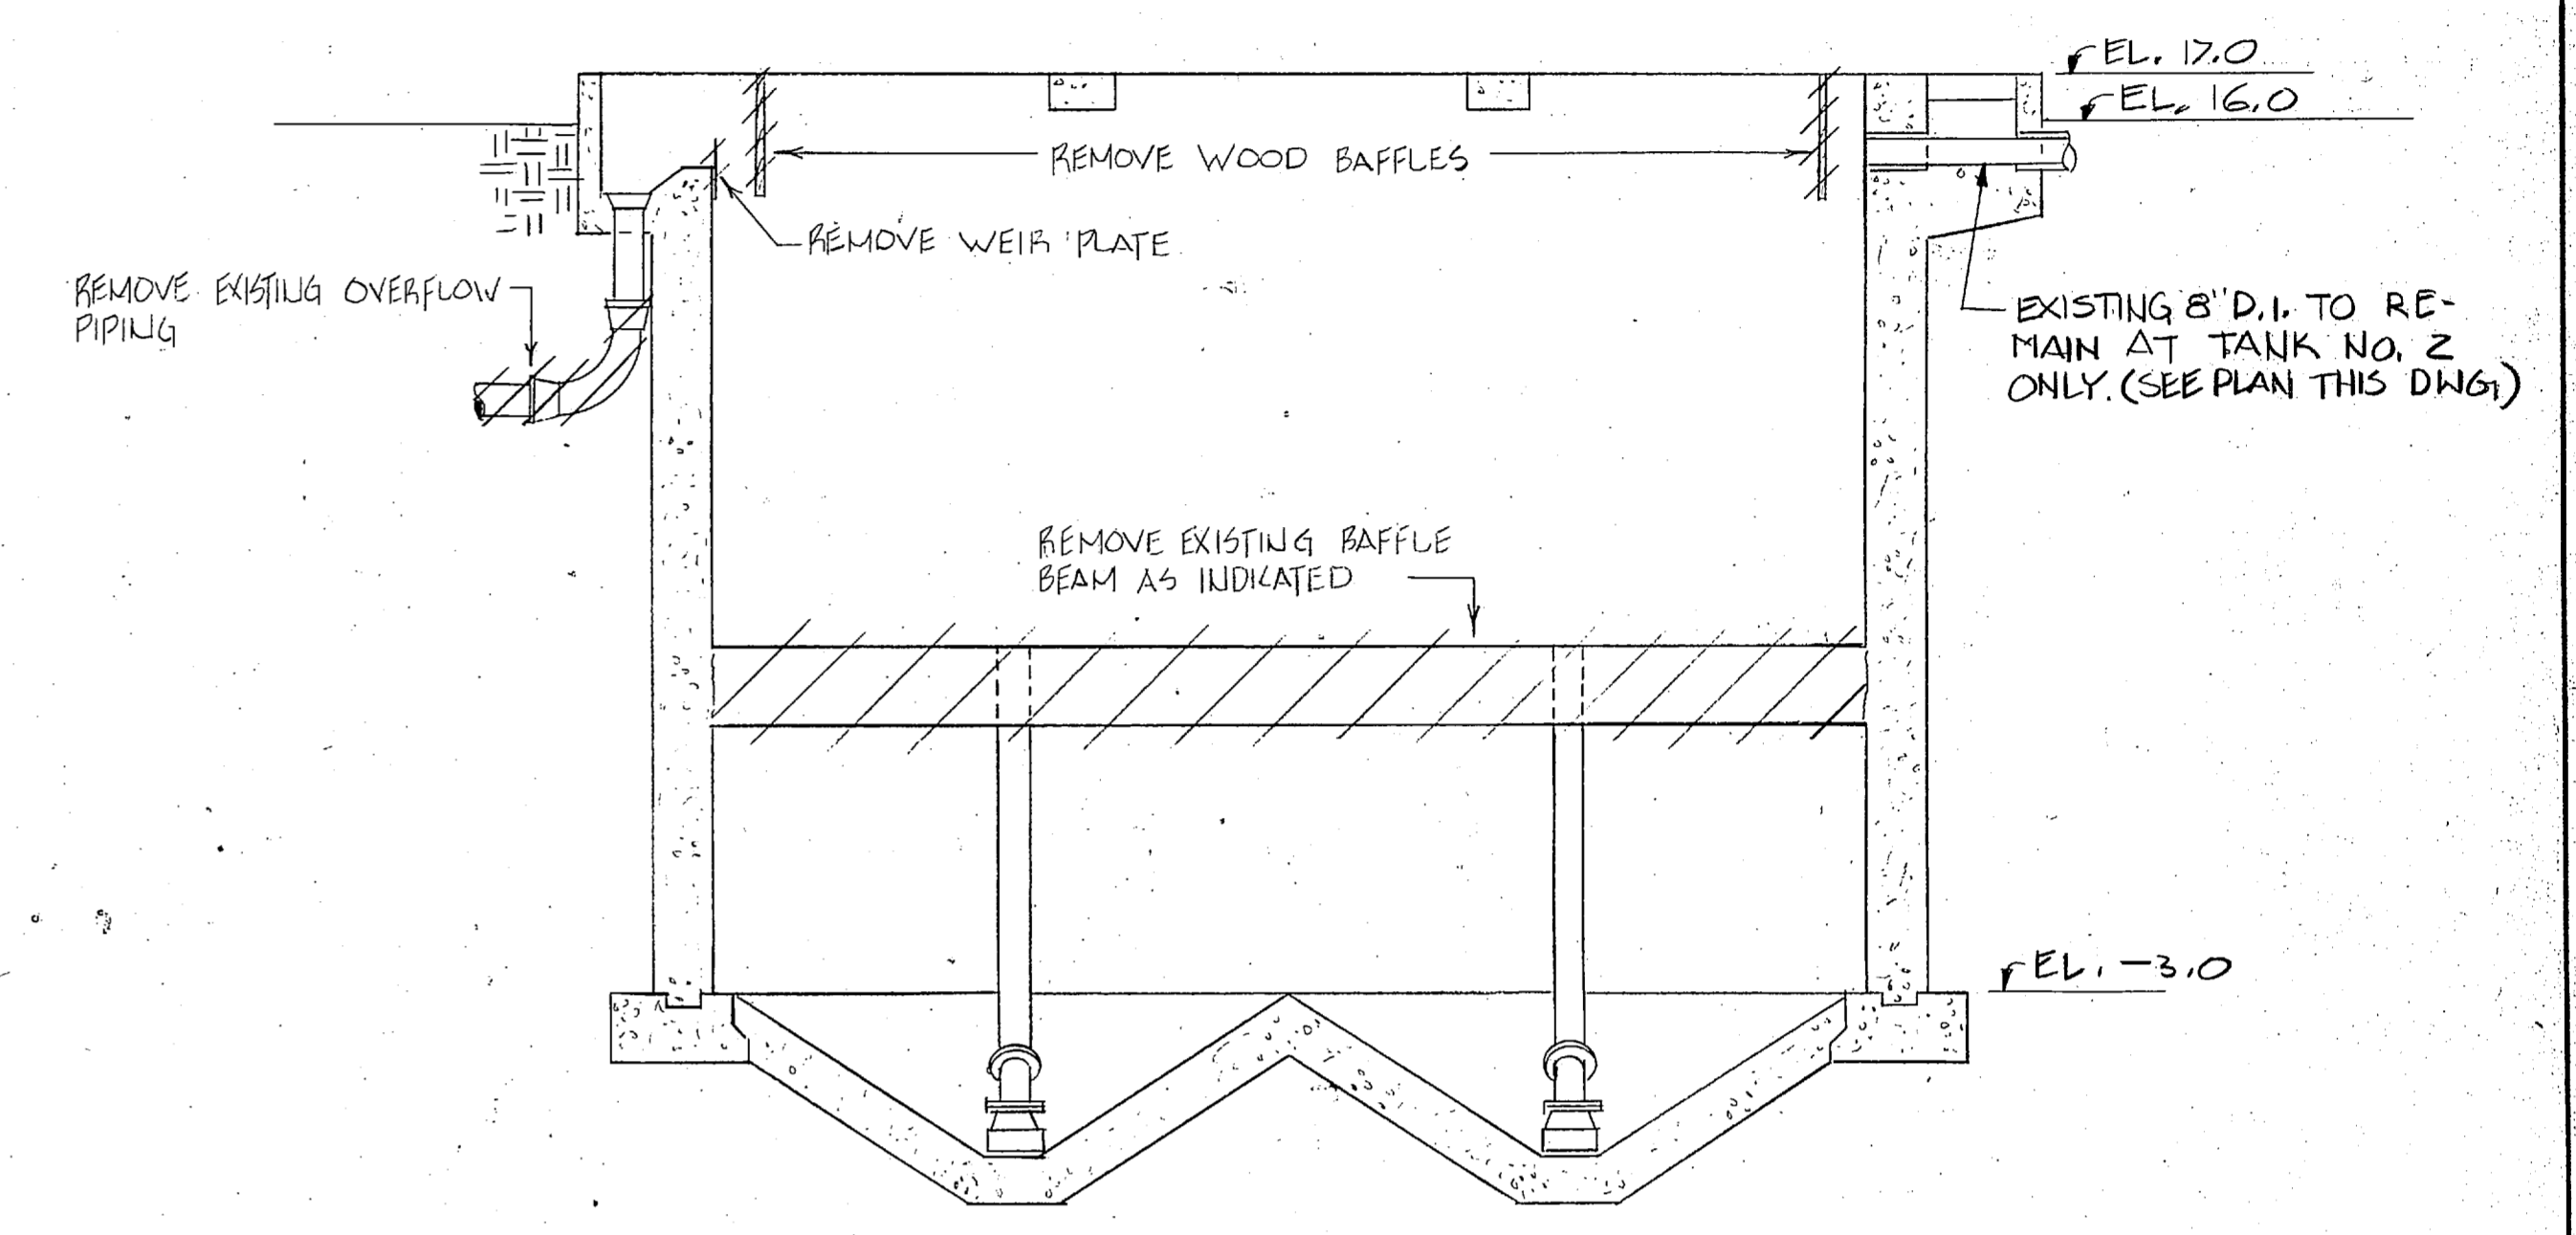 EL. 17.0
EL. 16.0
REMOVE WOOD BAFFLES
REMOVE WEIR PLATE
REMOVE EXISTING OVERFLOW
PIPING
EXISTING 8" D.I. TO RE-
MAIN AT TANK NO. 2
ONLY. (SEE PLAN THIS DWG.)
REMOVE EXISTING BAFFLE
BEAM AS INDICATED
EL. -3.0